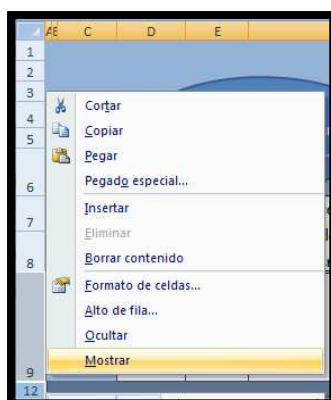 AE C D E
1
2
3
4
5
6
7
8
9
12
Cortar
Copiar
Pegar
Pegado especial...
Insertar
Eliminar
Borrar contenido
Formato de celdas...
Alto de fila...
Ocultar
Mostrar